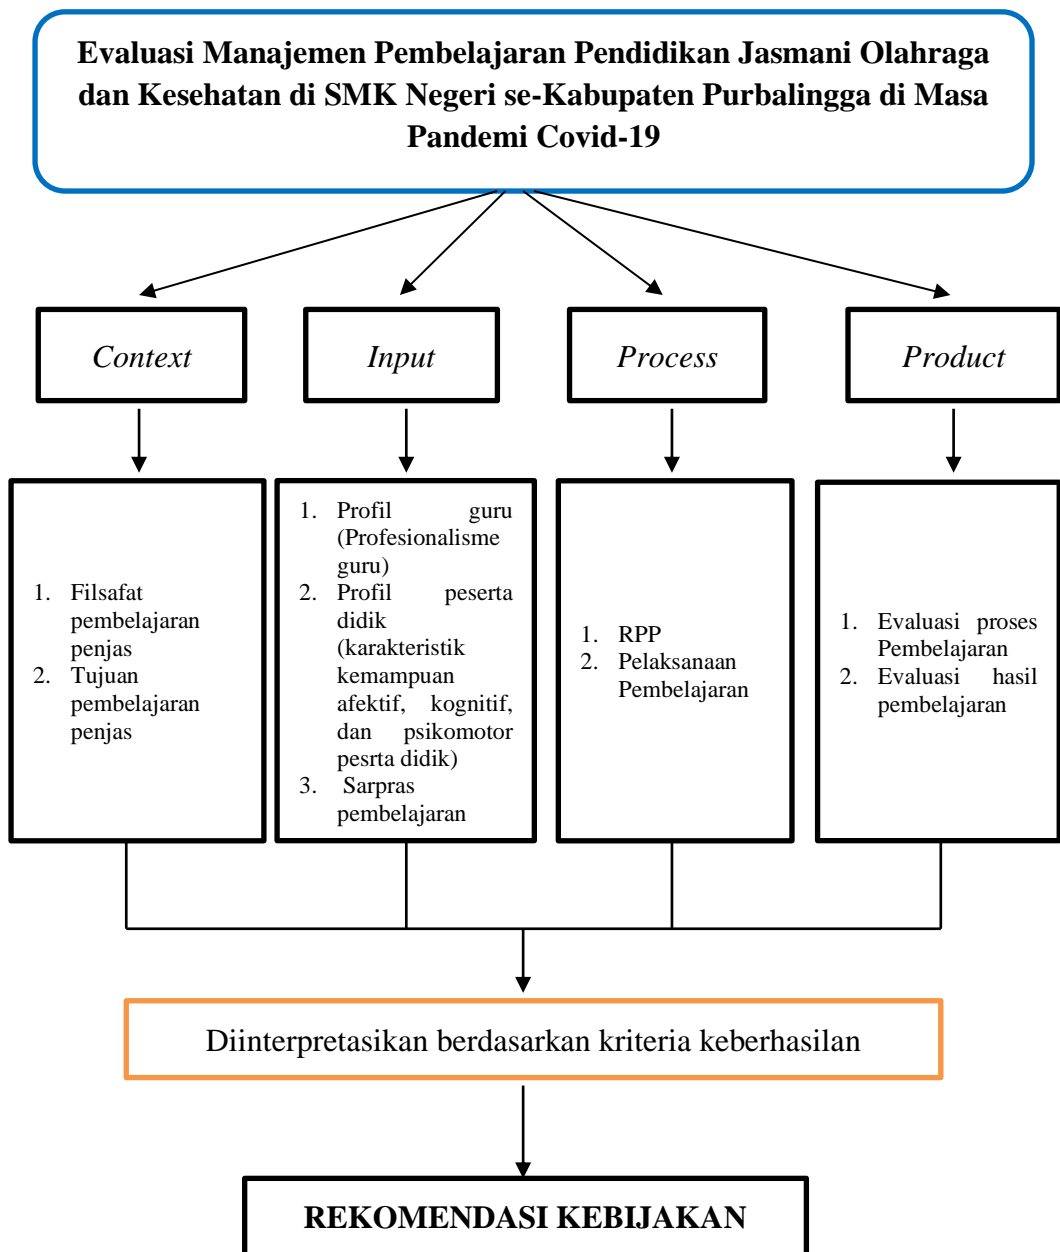 Evaluasi Manajemen Pembelajaran Pendidikan Jasmani Olahraga
dan Kesehatan di SMK Negeri se-Kabupaten Purbalingga di Masa
Pandemi Covid-19
Context
Input
Process
Product
1. Filsafat
pembelajaran
penjas
2. Tujuan
pembelajaran
penjas
1. Profil guru
(Profesionalisme
guru)
2. Profil peserta
didik
(karakteristik
kemampuan
afektif, kognitif,
dan psikomotor
pesrta didik)
3. Sarpras
pembelajaran
1. RPP
2. Pelaksanaan
Pembelajaran
1. Evaluasi proses
Pembelajaran
2. Evaluasi hasil
pembelajaran
Diinterpretasikan berdasarkan kriteria keberhasilan
REKOMENDASI KEBIJAKAN